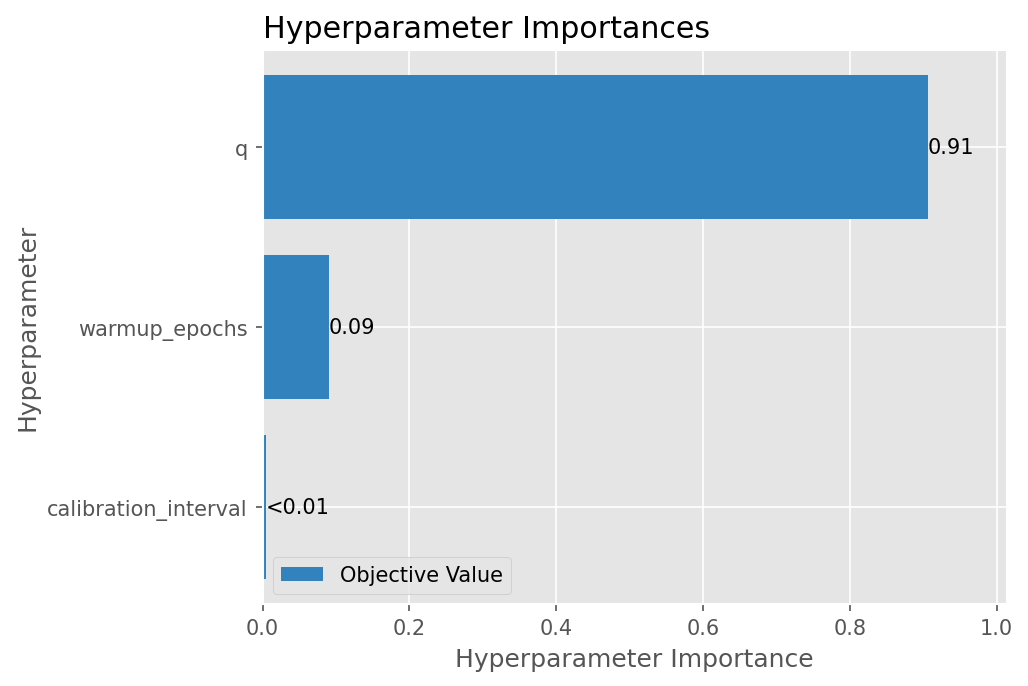 Hyperparameter Importances
q
0.91
warmup_epochs
0.09
calibration_interval
<0.01
Objective Value
0.0 0.2 0.4 0.6 0.8 1.0
Hyperparameter Importance
Hyperparameter